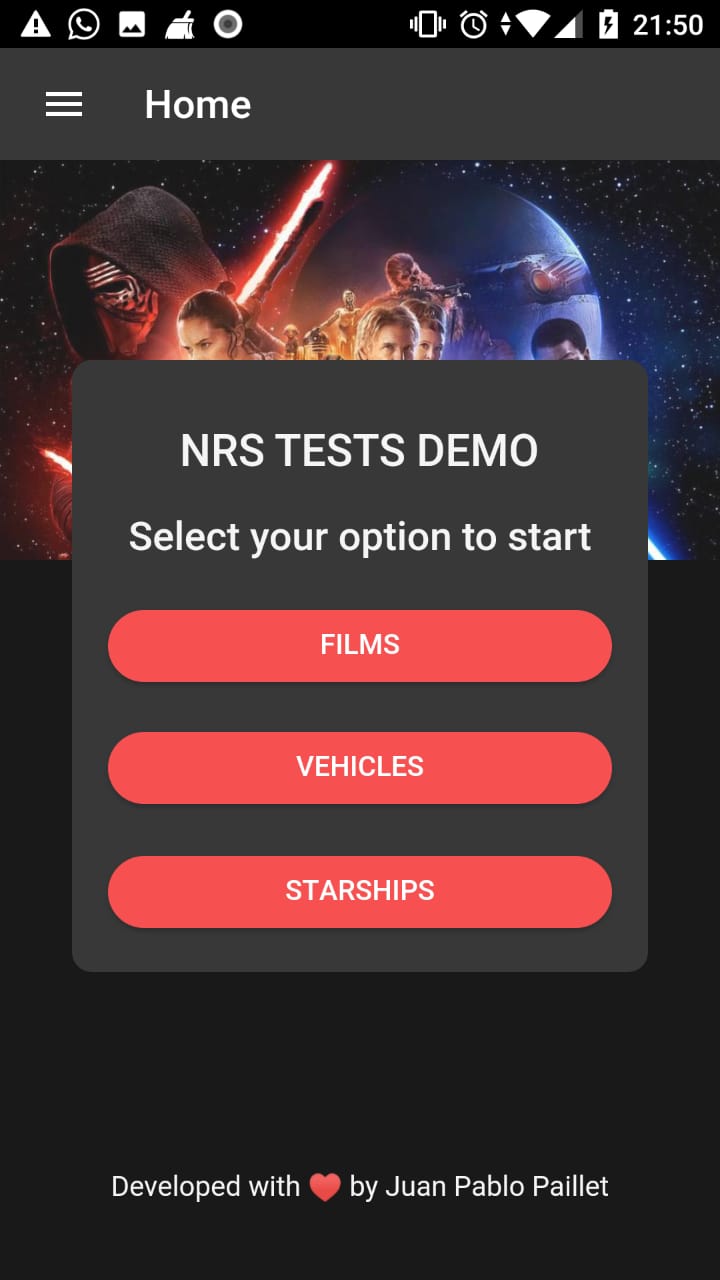 21:50
Home
NRS TESTS DEMO
Select your option to start
FILMS
VEHICLES
STARSHIPS
Developed with ❤️ by Juan Pablo Paillet